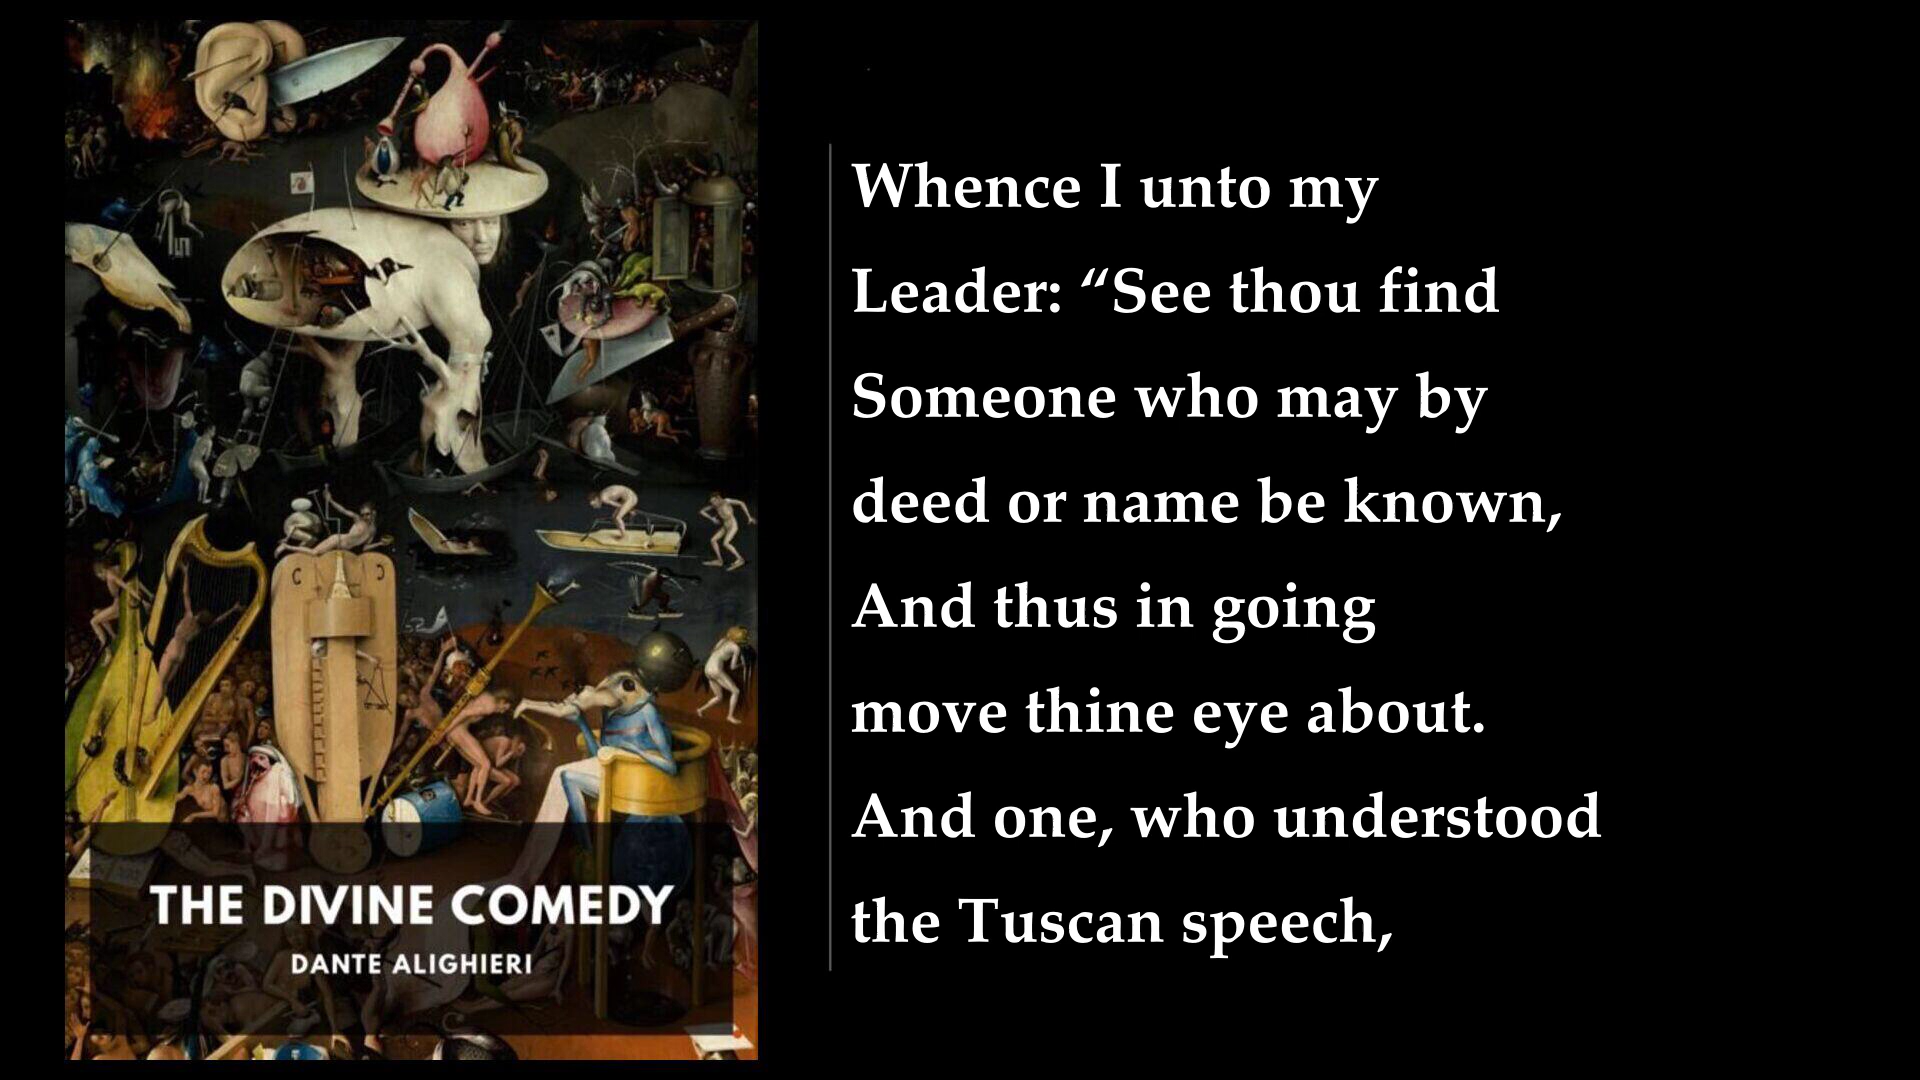 THE DIVINE COMEDY
DANTE ALIGHIERI
Whence I unto my
Leader: “See thou find
Someone who may by
deed or name be known,
And thus in going
move thine eye about.
And one, who understood
the Tuscan speech,